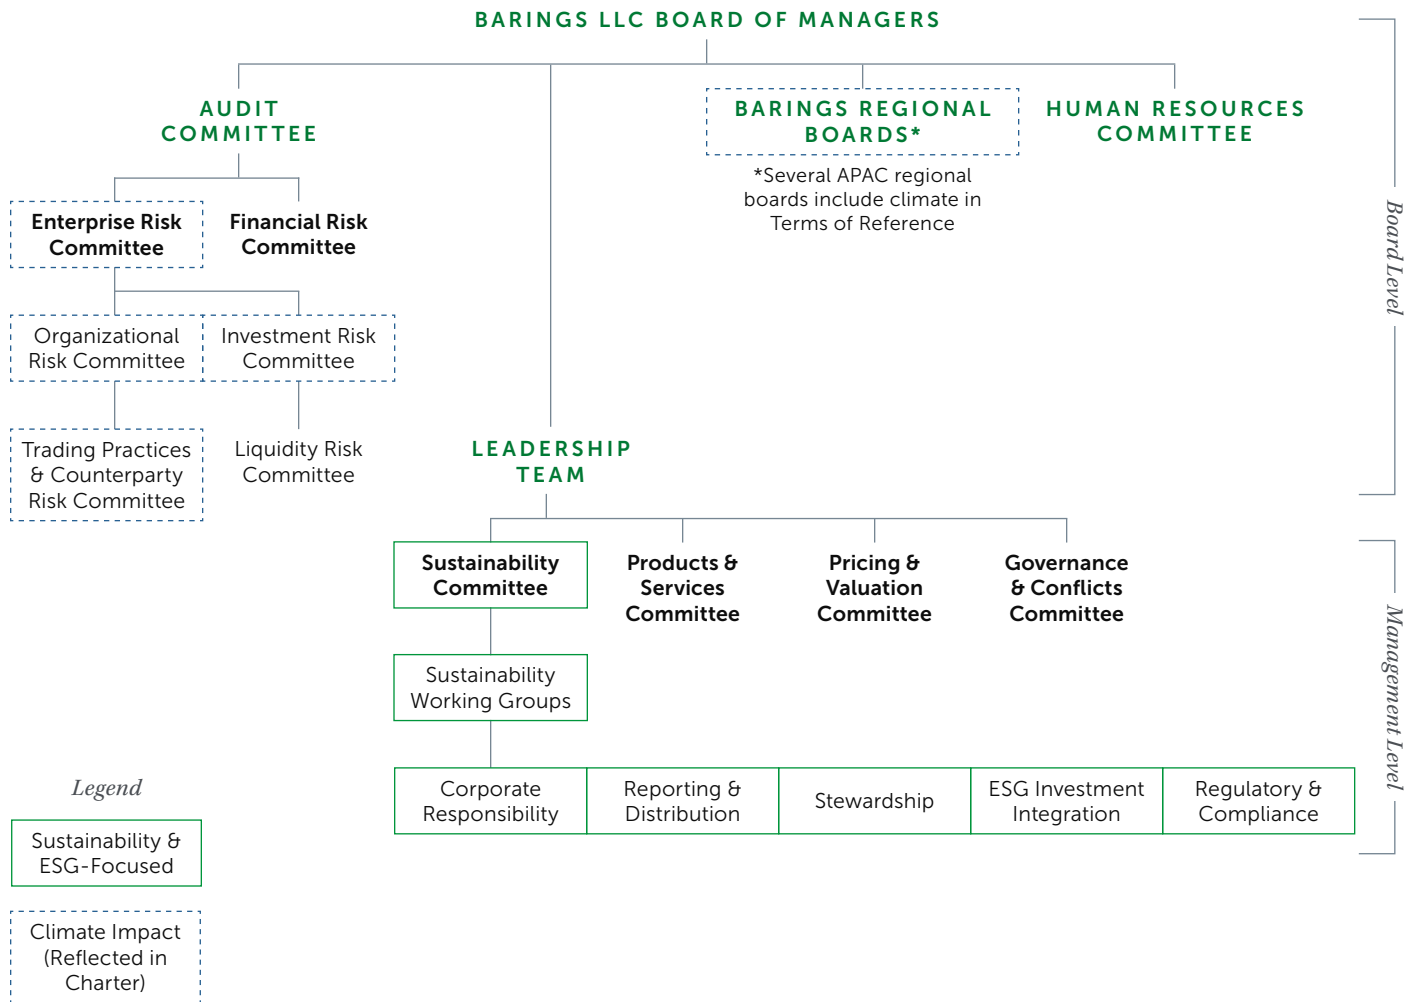 BARINGS LLC BOARD OF MANAGERS
AUDIT
COMMITTEE
BARINGS REGIONAL
BOARDS*
*Several APAC regional
boards include climate in
Terms of Reference
HUMAN RESOURCES
COMMITTEE
Enterprise Risk
Committee
Financial Risk
Committee
Organizational
Risk Committee
Investment Risk
Committee
Trading Practices
& Counterparty
Risk Committee
Liquidity Risk
Committee
Board Level
LEADERSHIP
TEAM
Sustainability
Committee
Products &
Services
Committee
Pricing &
Valuation
Committee
Governance
& Conflicts
Committee
Sustainability
Working Groups
Corporate
Responsibility
Reporting &
Distribution
Stewardship
ESG Investment
Integration
Regulatory &
Compliance
Management Level
Legend
Sustainability &
ESG-Focused
Climate Impact
(Reflected in
Charter)